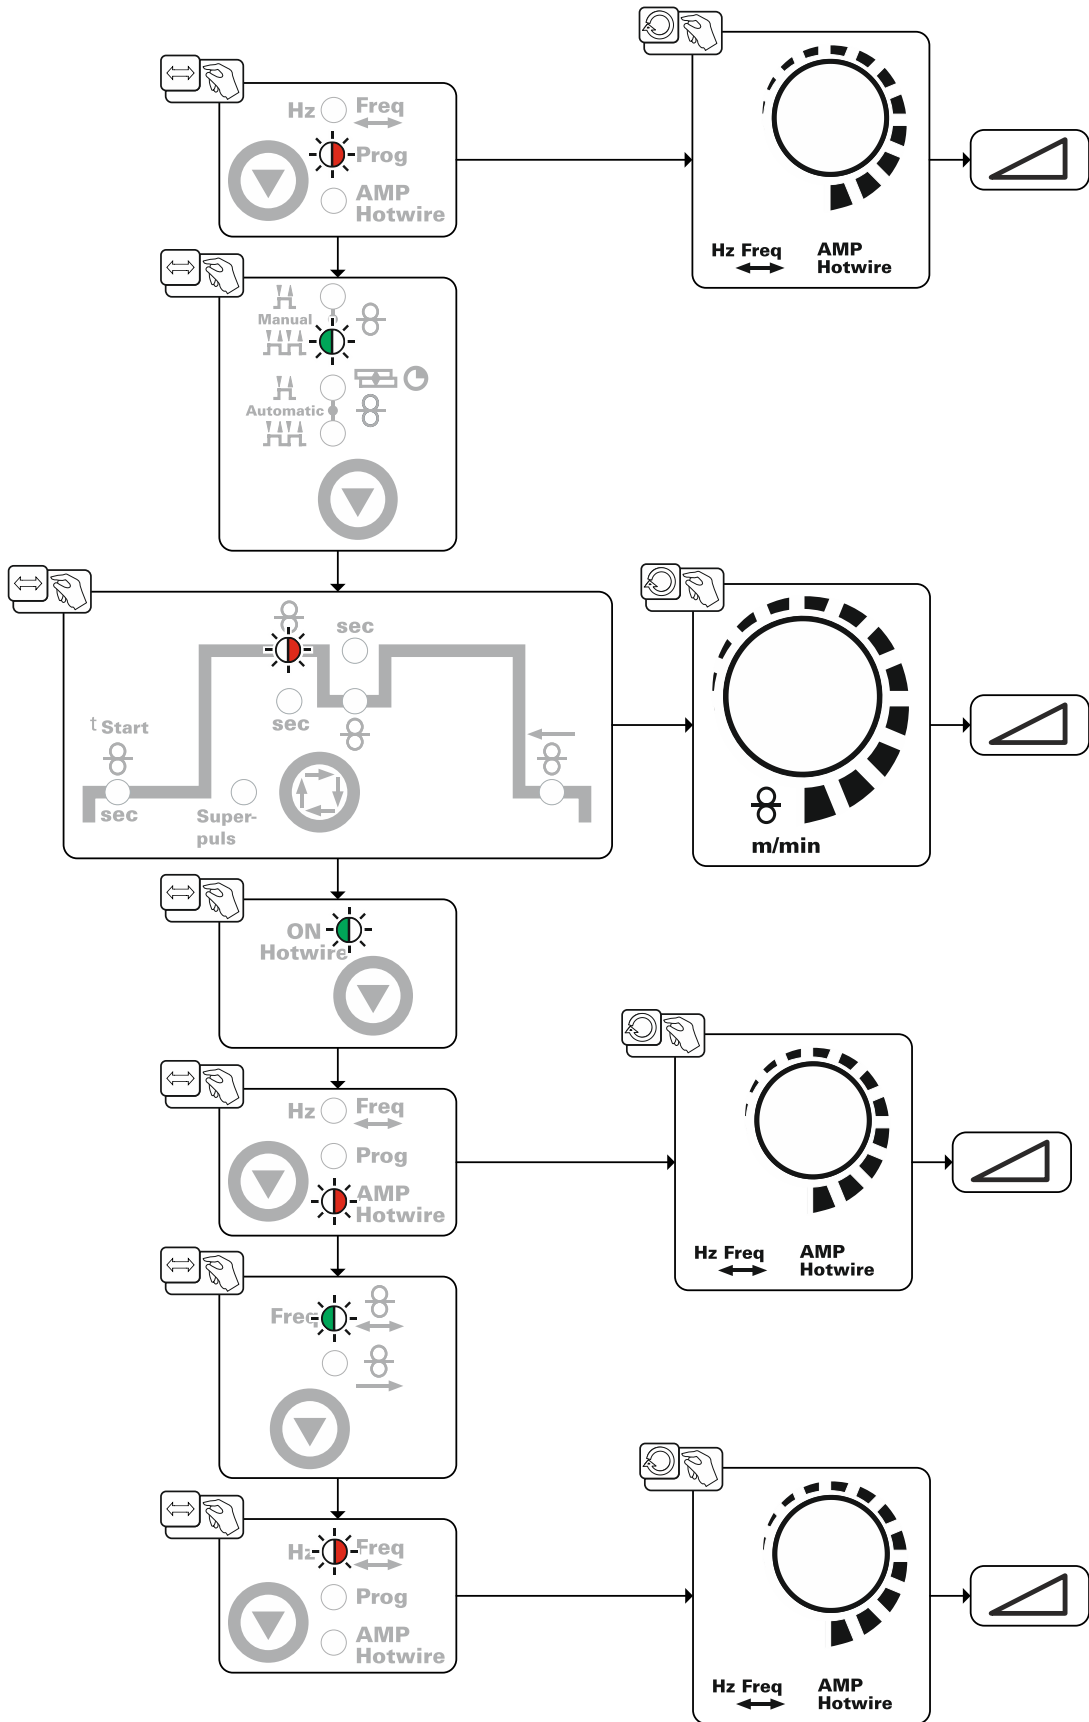 Hz Freq
Prog
AMP
Hotwire
Hz Freq
AMP
Hotwire
Manual
Automatic
sec
sec
t Start
sec
Super-
puls
m/min
ON
Hotwire
Hz Freq
Prog
AMP
Hotwire
Hz Freq
AMP
Hotwire
Freq
Hz Freq
Prog
AMP
Hotwire
Hz Freq
AMP
Hotwire